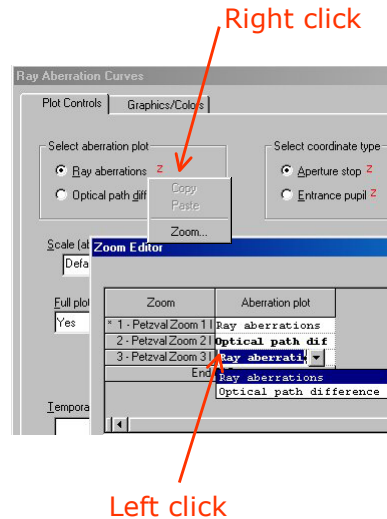 Right click
Ray Aberration Curves
Plot Controls
Graphics/Colors
Select aberration plot
Select coordinate type
Ray aberrations Z
Aperture stop Z
Optical path diff
Entrance pupil Z
Copy
Paste
Zoom...
Scale (ab
Defa
Zoom Editor
Full plo
Yes
Zoom
Aberration plot
* 1 - Petzval Zoom 1 l
Ray aberrations
2 - Petzval Zoom 2 l
Optical path dif
3 - Petzval Zoom 3 l
Ray aberrati
End
Ray aberrations
Optical path difference
Tempora
Left click